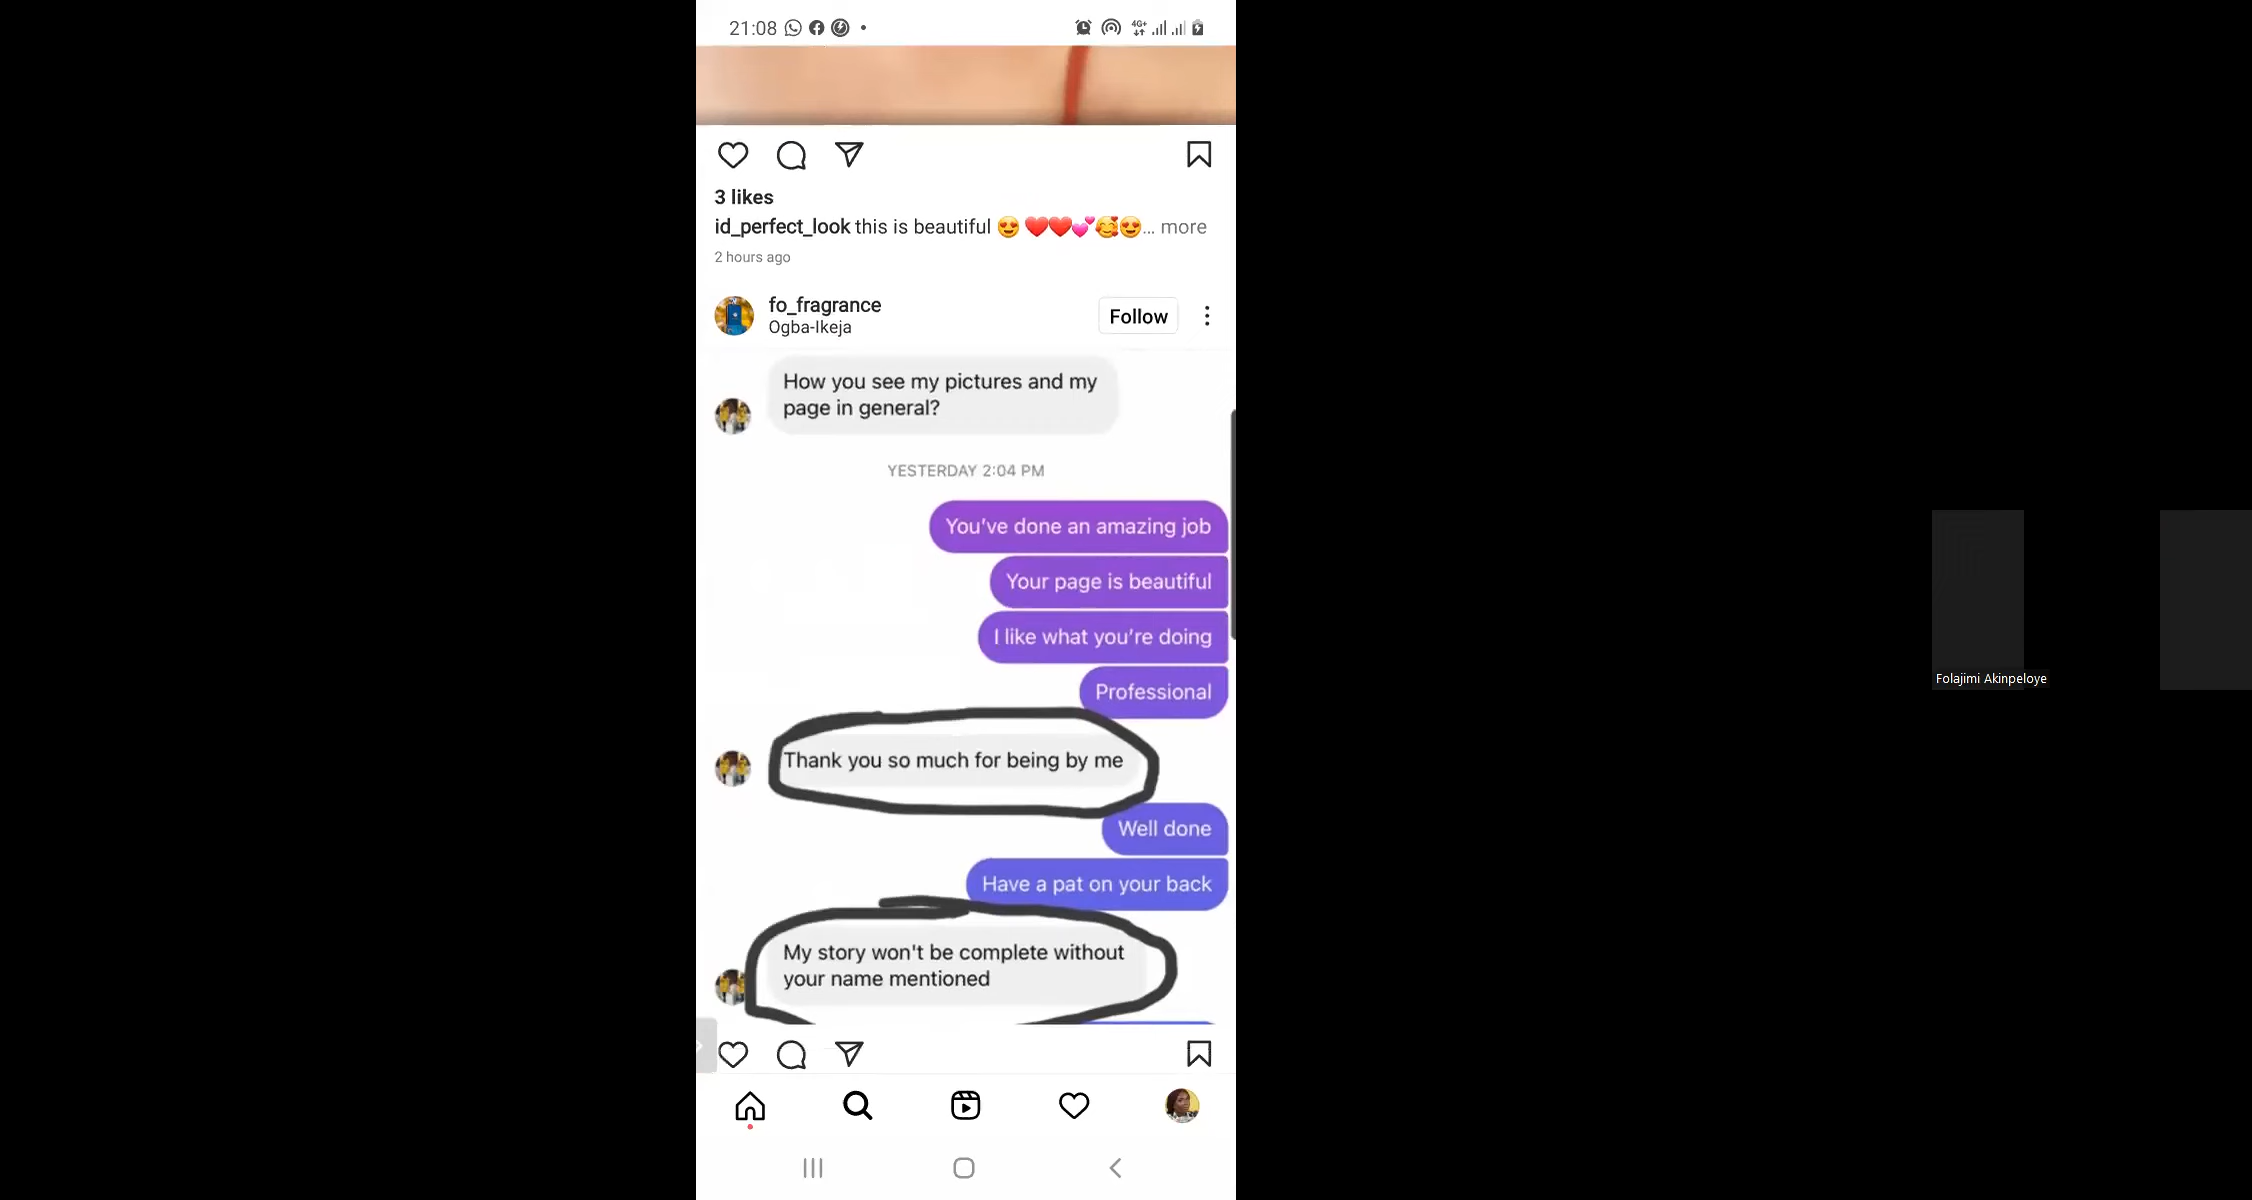 21:08
4G+
3 likes
id_perfect_look this is beautiful 😍 ❤️❤️💕🥰😍... more
2 hours ago
fo_fragrance
Ogba-Ikeja
Follow
How you see my pictures and my
page in general?
YESTERDAY 2:04 PM
You've done an amazing job
Your page is beautiful
I like what you're doing
Professional
Thank you so much for being by me
Well done
Have a pat on your back
My story won't be complete without
your name mentioned
Folajimi Akinpeloye